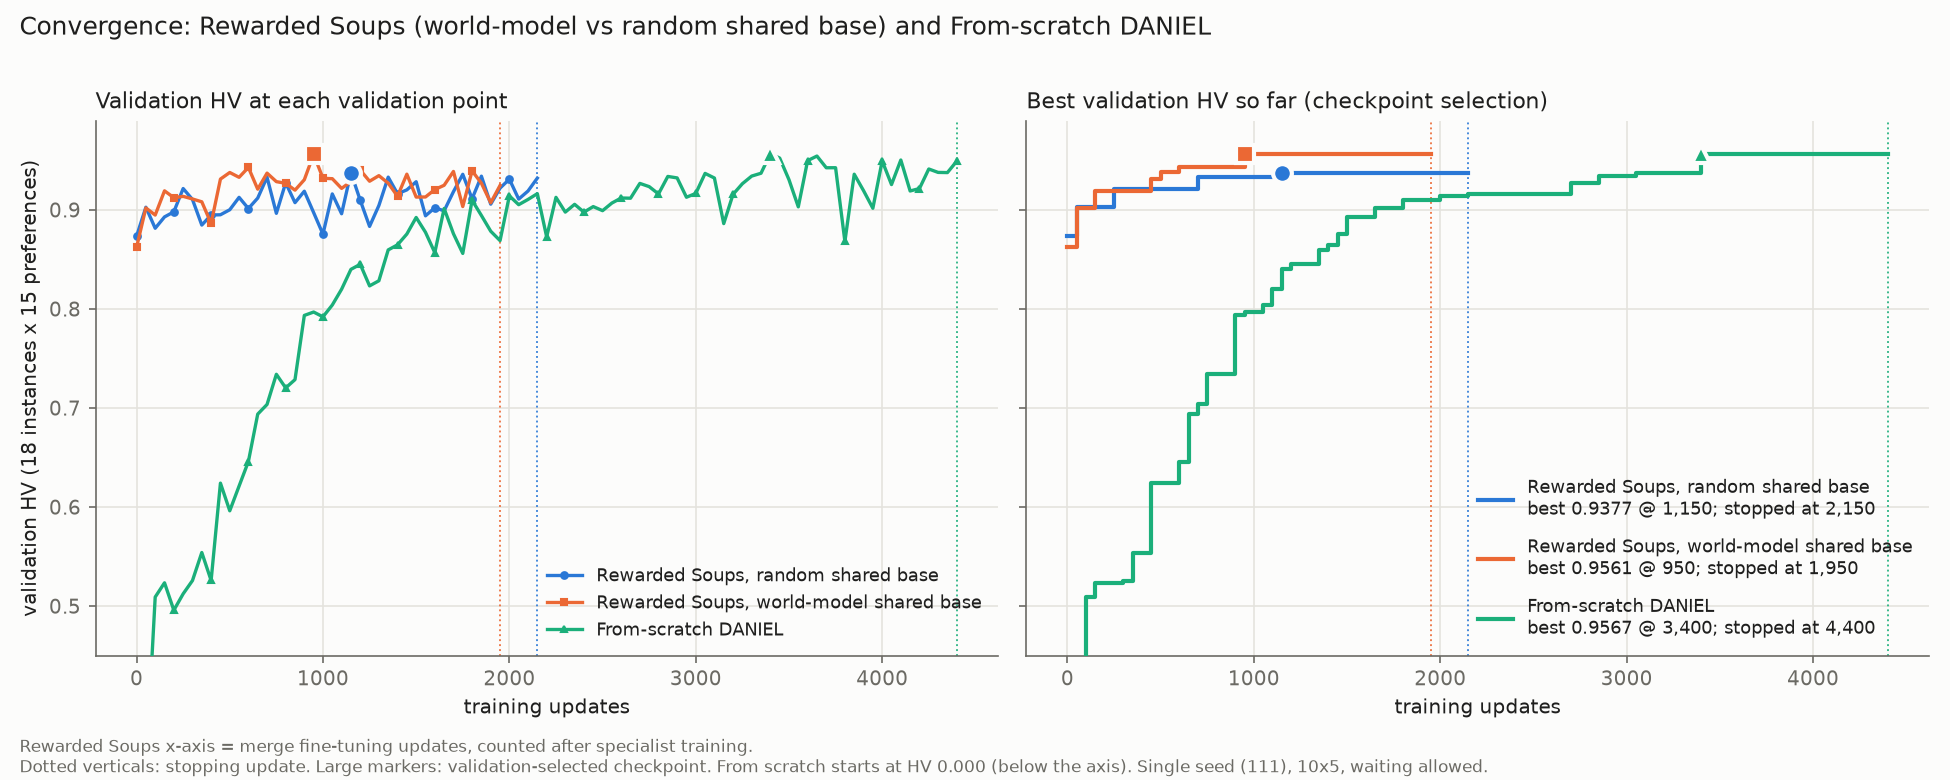 Convergence: Rewarded Soups (world-model vs random shared base) and From-scratch DANIEL
Validation HV at each validation point
validation HV (18 instances x 15 preferences)
0.9
0.8
0.7
0.6
0.5
Rewarded Soups, random shared base
Rewarded Soups, world-model shared base
From-scratch DANIEL
0 1000 2000 3000 4000
training updates
Best validation HV so far (checkpoint selection)
Rewarded Soups, random shared base
best 0.9377 @ 1,150; stopped at 2,150
Rewarded Soups, world-model shared base
best 0.9561 @ 950; stopped at 1,950
From-scratch DANIEL
best 0.9567 @ 3,400; stopped at 4,400
0 1000 2000 3000 4000
training updates
Rewarded Soups x-axis = merge fine-tuning updates, counted after specialist training.
Dotted verticals: stopping update. Large markers: validation-selected checkpoint. From scratch starts at HV 0.000 (below the axis). Single seed (111), 10x5, waiting allowed.